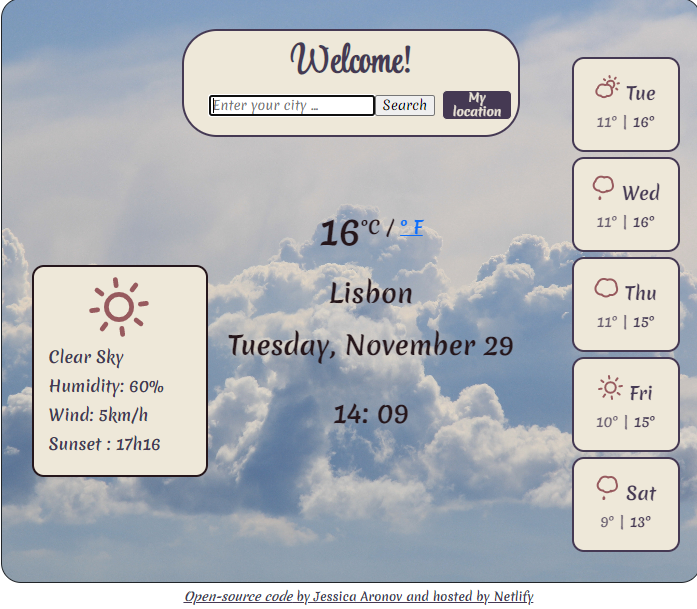 Welcome!
Enter your city ...
Search
My
location
16°C / ° F
Lisbon
Tuesday, November 29
14: 09
Clear Sky
Humidity: 60%
Wind: 5km/h
Sunset : 17h16
Tue
11° | 16°
Wed
11° | 16°
Thu
11° | 15°
Fri
10° | 15°
Sat
9° | 13°
Open-source code by Jessica Aronov and hosted by Netlify